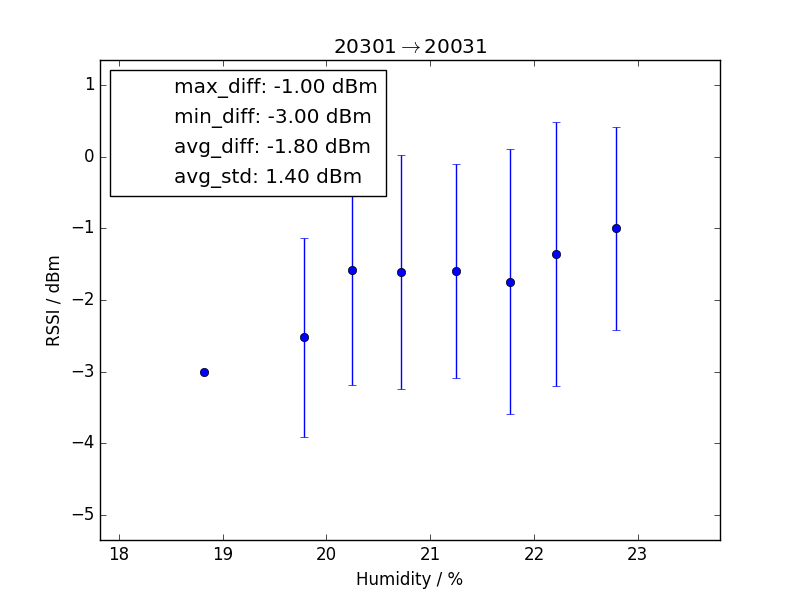 20301→20031
max_diff: -1.00 dBm
min_diff: -3.00 dBm
avg_diff: -1.80 dBm
avg_std: 1.40 dBm
1
0
−1
−2
−3
−4
−5
RSSI / dBm
18 19 20 21 22 23
Humidity / %